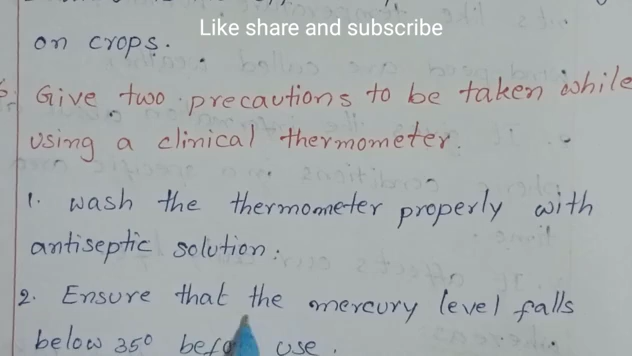 Like share and subscribe
on crops.
Give two precautions to be taken while
using a clinical thermometer.
1. wash the thermometer properly with
antiseptic solution.
2. Ensure that the mercury level falls
below 35° use.